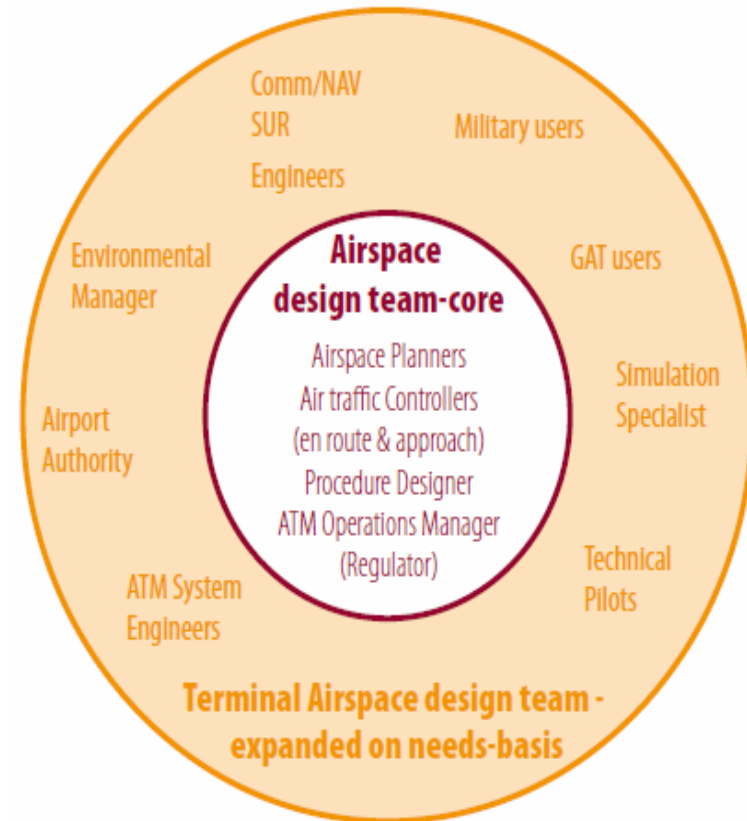 Comm/NAV
SUR
Engineers
Military users
Environmental
Manager
GAT users
Airspace
design team-core
Airspace Planners
Air traffic Controllers
(en route & approach)
Procedure Designer
ATM Operations Manager
(Regulator)
Simulation
Specialist
Airport
Authority
Technical
Pilots
ATM System
Engineers
Terminal Airspace design team -
expanded on needs-basis